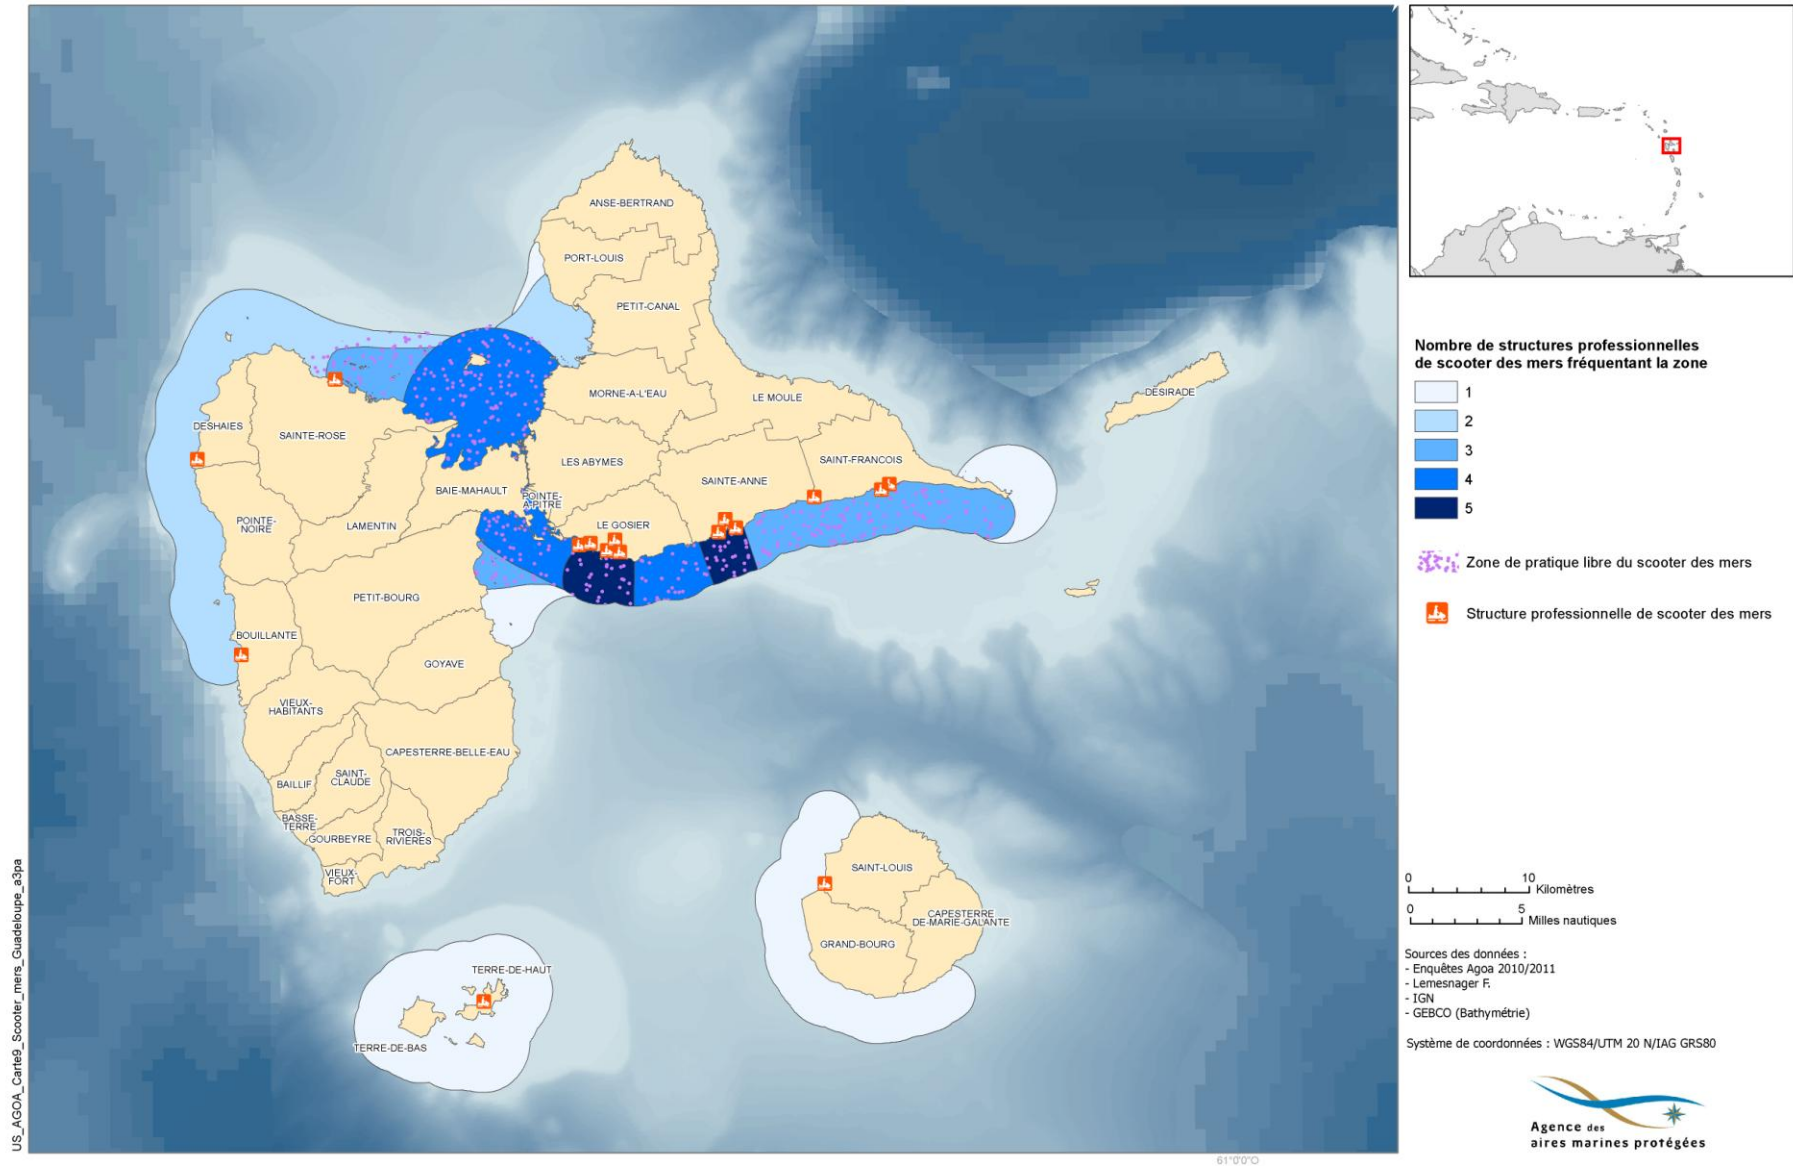 ANSE-BERTRAND
PORT-LOUIS
PETIT-CANAL
MORNE-A-L'EAU
LE MOULE
DESIRADE
DESHAIES
SAINTE-ROSE
LES ABYMES
SAINT-FRANCOIS
SAINTE-ANNE
BAIE-MAHAULT
POINTE-
A-PITRE
POINTE-
NOIRE
LAMENTIN
LE GOSIER
PETIT-BOURG
BOUILLANTE
GOYAVE
VIEUX-
HABITANTS
CAPESTERRE-BELLE-EAU
SAINT-
CLAUDE
BAILLIF
BASSE-
TERRE
GOURBEYRE
TROIS-
RIVIERES
VIEUX-
FORT
SAINT-LOUIS
CAPESTERRE
DE-MARIE-GALANTE
GRAND-BOURG
TERRE-DE-HAUT
TERRE-DE-BAS
US_AGOA_Carte9_Scooter_mers_Guadeloupe_a3pa
61°0'0"O
Nombre de structures professionnelles
de scooter des mers fréquentant la zone
1
2
3
4
5
Zone de pratique libre du scooter des mers
Structure professionnelle de scooter des mers
0 10
Kilomètres
0 5
Milles nautiques
Sources des données :
- Enquêtes Agoa 2010/2011
- Lemesnager F.
- IGN
- GEBCO (Bathymétrie)
Système de coordonnées : WGS84/UTM 20 N/IAG GRS80
Agence des
aires marines protégées